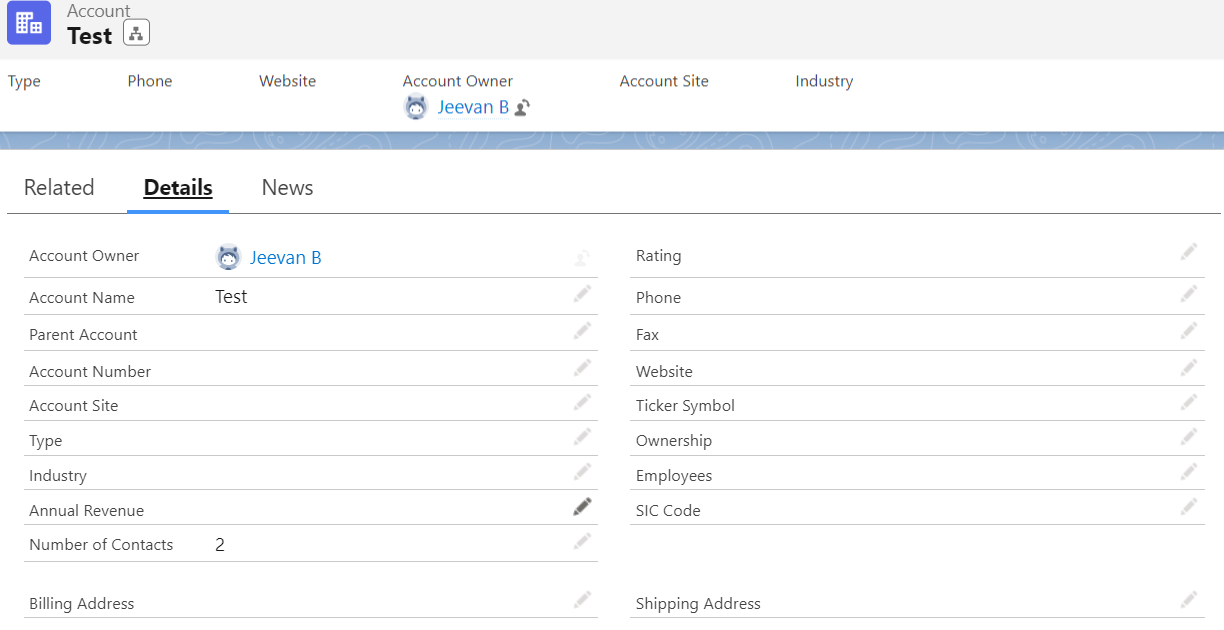 Account
Test
Type Phone Website Account Owner Account Site Industry
Jeevan B
Related Details News
Account Owner Jeevan B
Rating
Account Name Test
Phone
Parent Account
Fax
Account Number
Website
Account Site
Ticker Symbol
Type
Ownership
Industry
Employees
Annual Revenue
SIC Code
Number of Contacts 2
Billing Address
Shipping Address